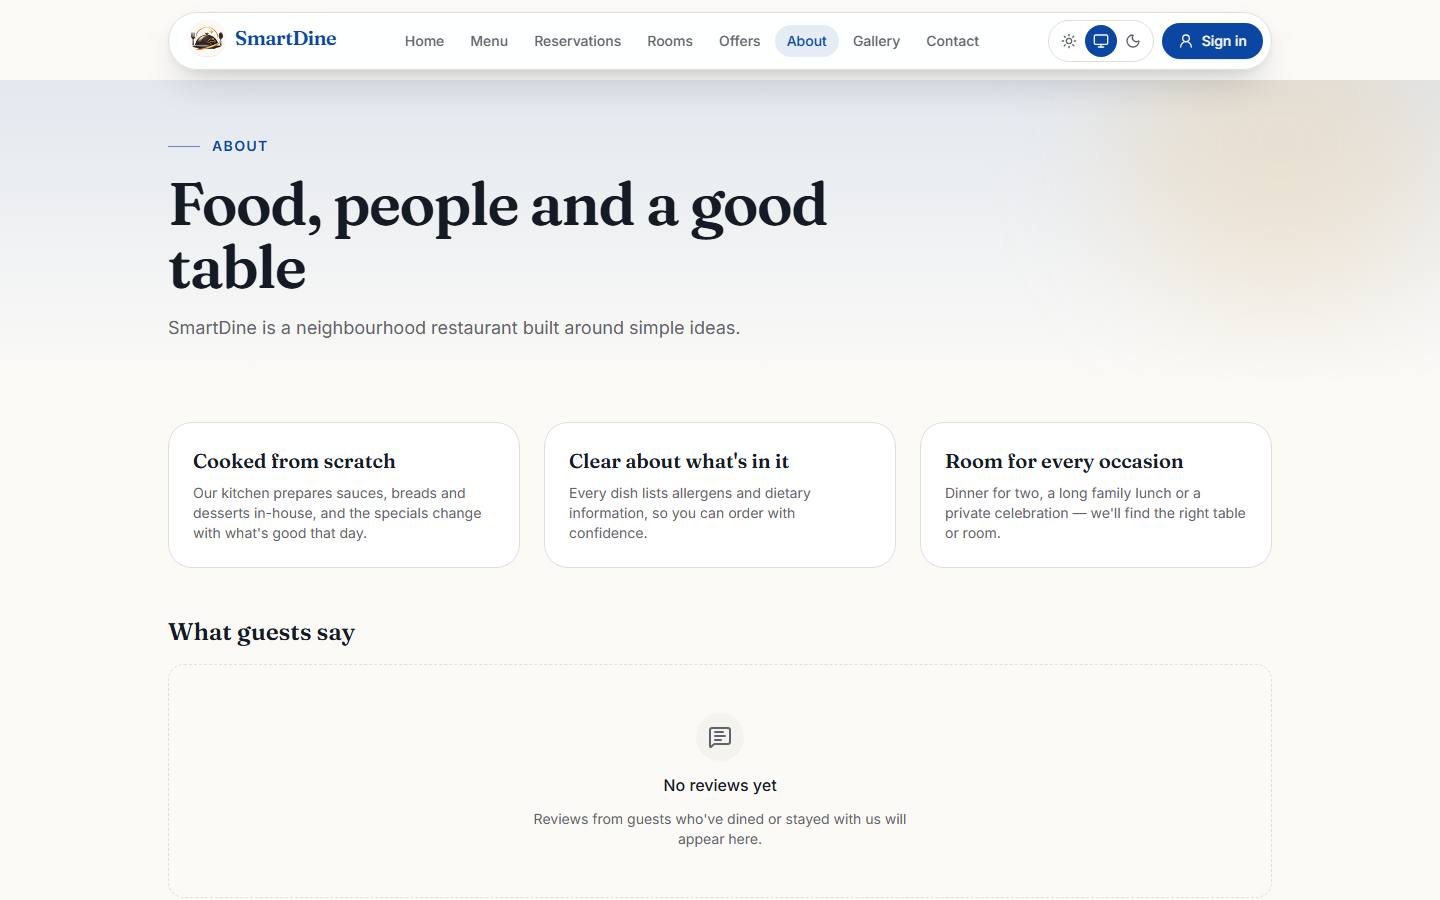 SmartDine
Home
Menu
Reservations
Rooms
Offers
About
Gallery
Contact
Sign in
ABOUT
Food, people and a good
table
SmartDine is a neighbourhood restaurant built around simple ideas.
Cooked from scratch
Our kitchen prepares sauces, breads and
desserts in-house, and the specials change
with what's good that day.
Clear about what's in it
Every dish lists allergens and dietary
information, so you can order with
confidence.
Room for every occasion
Dinner for two, a long family lunch or a
private celebration — we'll find the right table
or room.
What guests say
No reviews yet
Reviews from guests who've dined or stayed with us will
appear here.